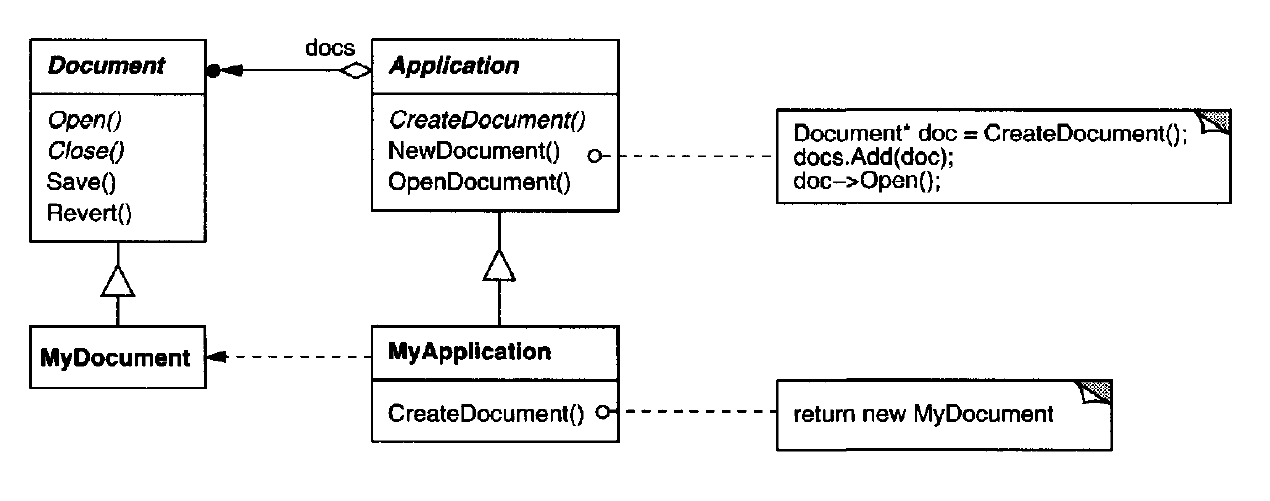 docs
Document
Open()
Close()
Save()
Revert()
Application
CreateDocument()
NewDocument()
OpenDocument()
Document* doc = CreateDocument();
docs.Add(doc);
doc->Open();
MyDocument
MyApplication
CreateDocument()
return new MyDocument